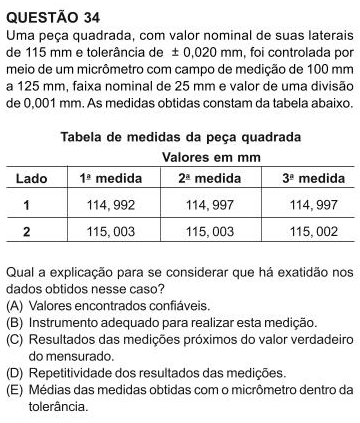 QUESTÃO 34
Uma peça quadrada, com valor nominal de suas laterais
de 115 mm e tolerância de ± 0,020 mm, foi controlada por
meio de um micrômetro com campo de medição de 100 mm
a 125 mm, faixa nominal de 25 mm e valor de uma divisão
de 0,001 mm. As medidas obtidas constam da tabela abaixo.
Tabela de medidas da peça quadrada
Valores em mm
Lado 1ª medida 2ª medida 3ª medida
1 114, 992 114, 997 114, 997
2 115, 003 115, 003 115, 002
Qual a explicação para se considerar que há exatidão nos
dados obtidos nesse caso?
(A) Valores encontrados confiáveis.
(B) Instrumento adequado para realizar esta medição.
(C) Resultados das medições próximos do valor verdadeiro
do mensurado.
(D) Repetitividade dos resultados das medições.
(E) Médias das medidas obtidas com o micrômetro dentro da
tolerância.